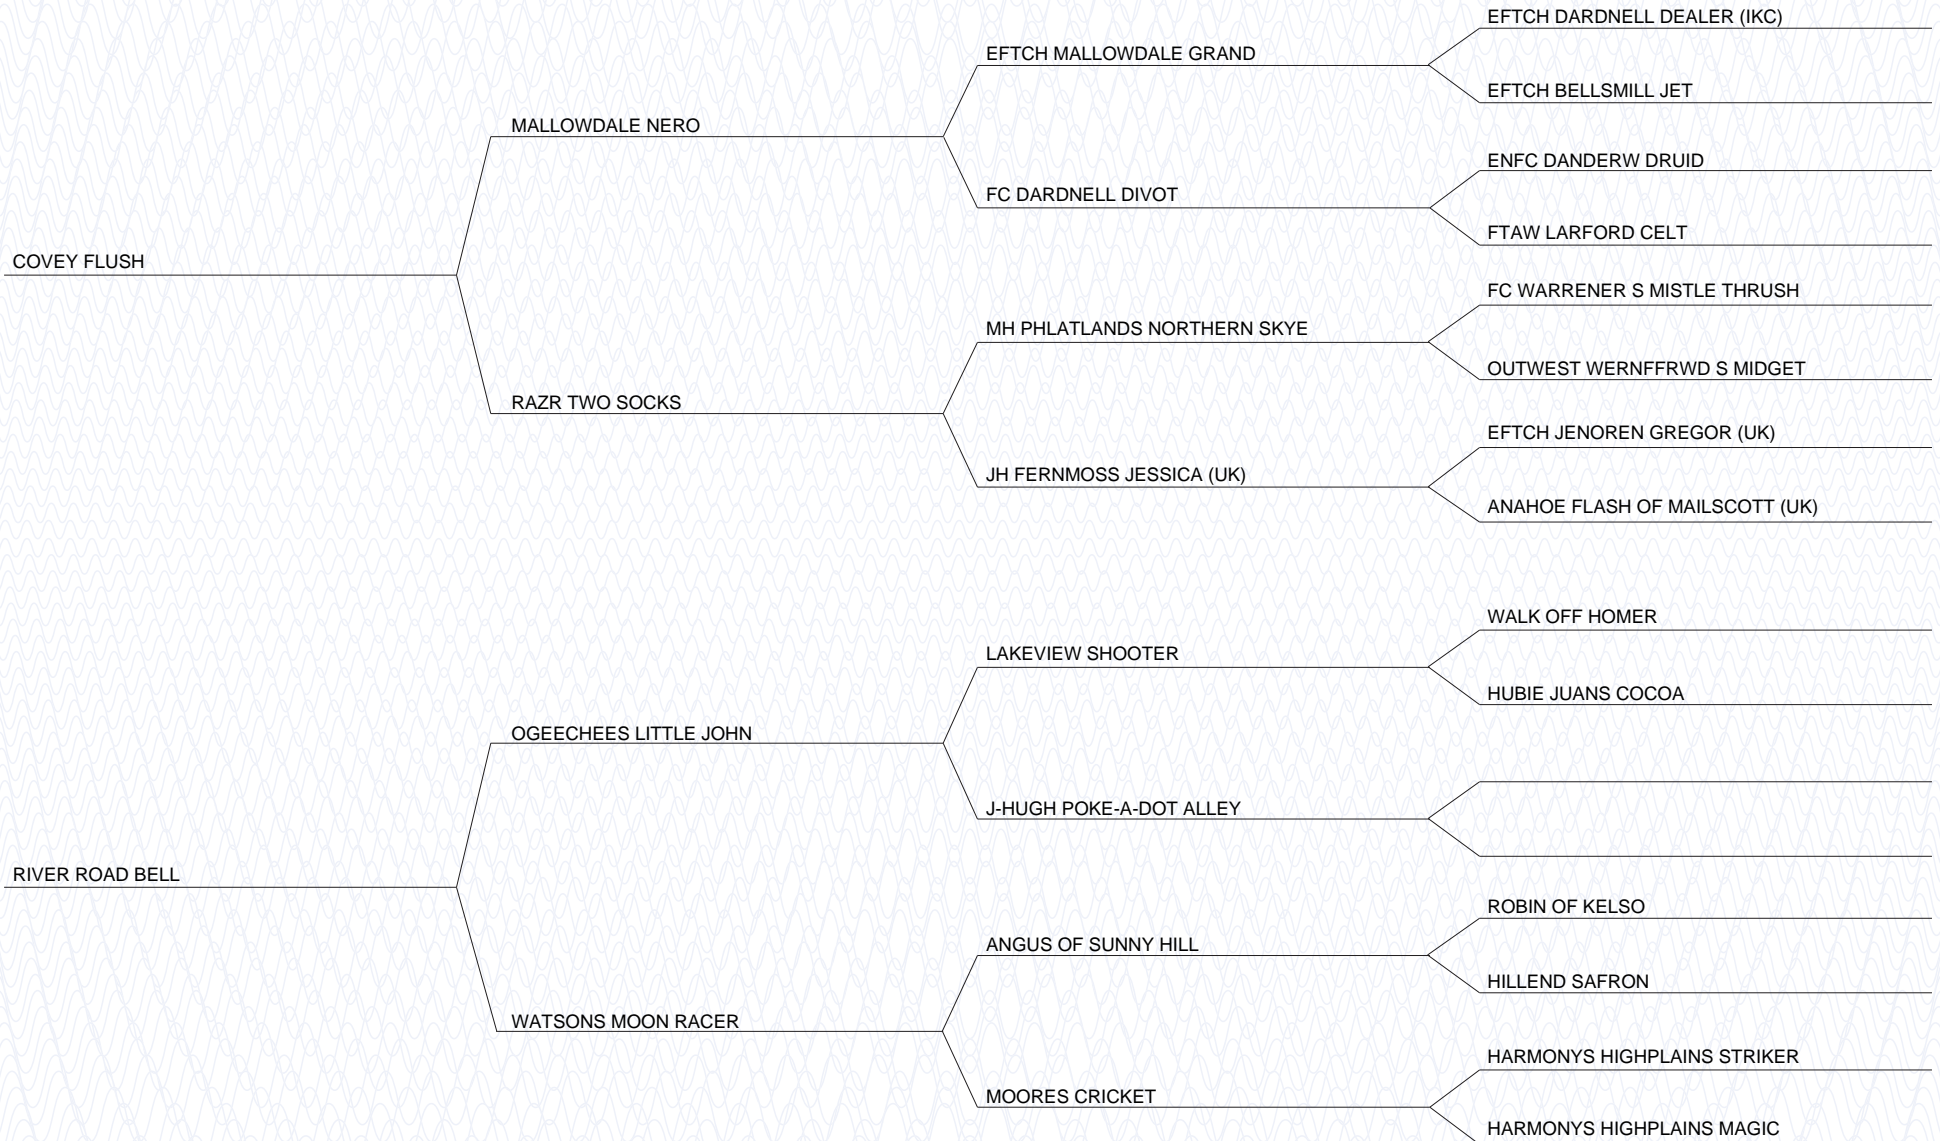 EFTCH DARDNELL DEALER (IKC)
EFTCH MALLOWDALE GRAND
EFTCH BELLSMILL JET
MALLOWDALE NERO
ENFC DANDERW DRUID
FC DARDNELL DIVOT
FTAW LARFORD CELT
COVEY FLUSH
FC WARRENER S MISTLE THRUSH
MH PHLATLANDS NORTHERN SKYE
OUTWEST WERNFFRWD S MIDGET
RAZR TWO SOCKS
EFTCH JENOREN GREGOR (UK)
JH FERNMOSS JESSICA (UK)
ANAHOE FLASH OF MAILSCOTT (UK)
WALK OFF HOMER
LAKEVIEW SHOOTER
HUBIE JUANS COCOA
OGEECHEES LITTLE JOHN
J-HUGH POKE-A-DOT ALLEY
RIVER ROAD BELL
ROBIN OF KELSO
ANGUS OF SUNNY HILL
HILLEND SAFRON
WATSONS MOON RACER
HARMONYS HIGHPLAINS STRIKER
MOORES CRICKET
HARMONYS HIGHPLAINS MAGIC